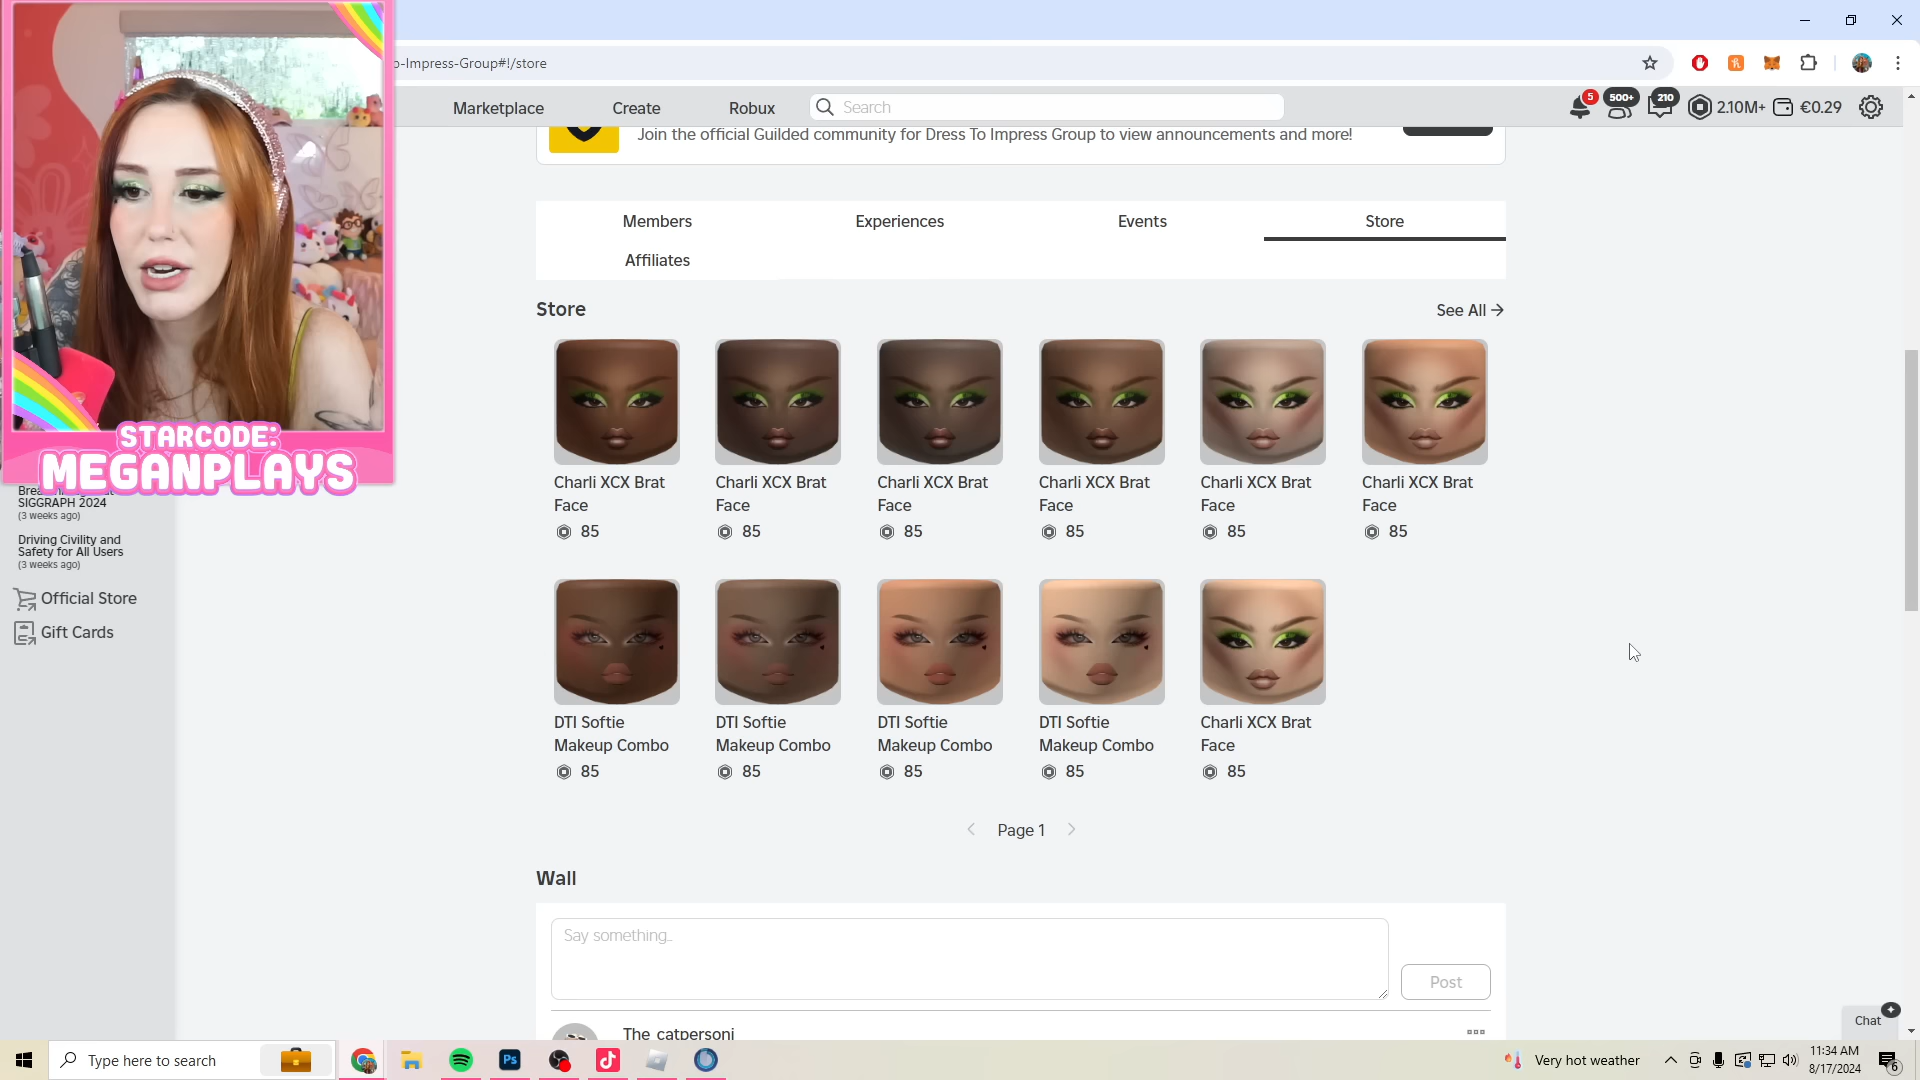 o-Impress-Group#!/store
Marketplace
Create
Robux
Search
5
500+
210
2.10M+
€0.29
Join the official Guilded community for Dress To Impress Group to view announcements and more!
Members
Experiences
Events
Store
Affiliates
Store
See All
Charli XCX Brat
Face
85
Charli XCX Brat
Face
85
Charli XCX Brat
Face
85
Charli XCX Brat
Face
85
Charli XCX Brat
Face
85
Charli XCX Brat
Face
85
DTI Softie
Makeup Combo
85
DTI Softie
Makeup Combo
85
DTI Softie
Makeup Combo
85
DTI Softie
Makeup Combo
85
Charli XCX Brat
Face
85
Page 1
Wall
Say something...
Post
The_catpersoni
STARCODE:
MEGANPLAYS
SIGGRAPH 2024
(3 weeks ago)
Driving Civility and
Safety for All Users
(3 weeks ago)
Official Store
Gift Cards
Chat
Type here to search
Ps
Very hot weather
11:34 AM
8/17/2024
6